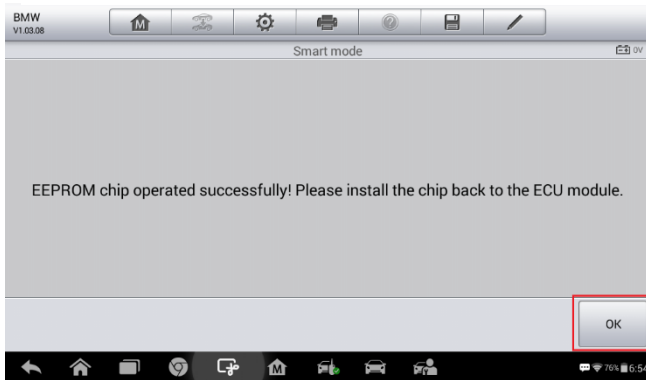 BMW
V1.03.08
Smart mode
0V
EEPROM chip operated successfully! Please install the chip back to the ECU module.
OK
76% 6:54